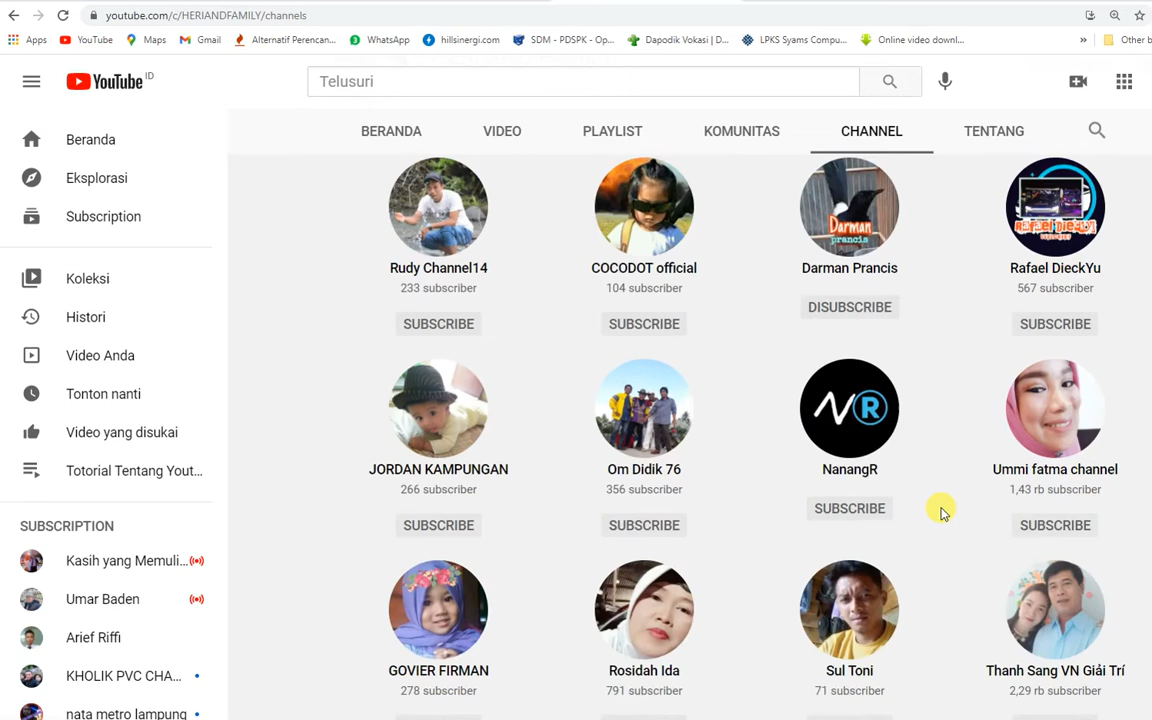 youtube.com/c/HERIANDFAMILY/channels
Apps YouTube Maps Gmail Alternatif Perencan... WhatsApp hillsinergi.com SDM - PDSPK - Op... Dapodik Vokasi | D... LPKS Syams Compu... Online video downl... » Other b
YouTube ID Telusuri
BERANDA VIDEO PLAYLIST KOMUNITAS CHANNEL TENTANG
Beranda
Eksplorasi
Subscription
Koleksi
Histori
Video Anda
Tonton nanti
Video yang disukai
Totorial Tentang Yout...
SUBSCRIPTION
Kasih yang Memuli...
Umar Baden
Arief Riffi
KHOLIK PVC CHA...
nata metro lampung
Darman
prancis
Rudy Channel14 COCODOT official Darman Prancis Rafael DieckYu
233 subscriber 104 subscriber 567 subscriber
DISUBSCRIBE
SUBSCRIBE SUBSCRIBE SUBSCRIBE
NR
JORDAN KAMPUNGAN Om Didik 76 NanangR Ummi fatma channel
266 subscriber 356 subscriber 1,43 rb subscriber
SUBSCRIBE
SUBSCRIBE SUBSCRIBE SUBSCRIBE
GOVIER FIRMAN Rosidah Ida Sul Toni Thanh Sang VN Giải Trí
278 subscriber 791 subscriber 71 subscriber 2,29 rb subscriber